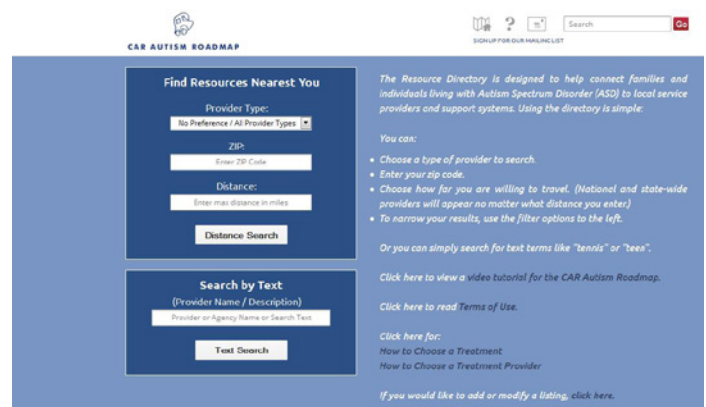 CAR AUTISM ROADMAP
?
Search
Go
SIGN UP FOR OUR MAILING LIST
Find Resources Nearest You
Provider Type:
No Preference / All Provider Types
ZIP:
Enter ZIP Code
Distance:
Enter max distance in miles
Distance Search
Search by Text
(Provider Name / Description)
Provider or Agency Name or Search Text
Text Search
The Resource Directory is designed to help connect families and
individuals living with Autism Spectrum Disorder (ASD) to local service
providers and support systems. Using the directory is simple:
You can:
• Choose a type of provider to search.
• Enter your zip code.
• Choose how far you are willing to travel. (National and state-wide
providers will appear no matter what distance you enter.)
• To narrow your results, use the filter options to the left.
Or you can simply search for text terms like "tennis" or "teen".
Click here to view a video tutorial for the CAR Autism Roadmap.
Click here to read Terms of Use.
Click here for:
How to Choose a Treatment
How to Choose a Treatment Provider
If you would like to add or modify a listing, click here.